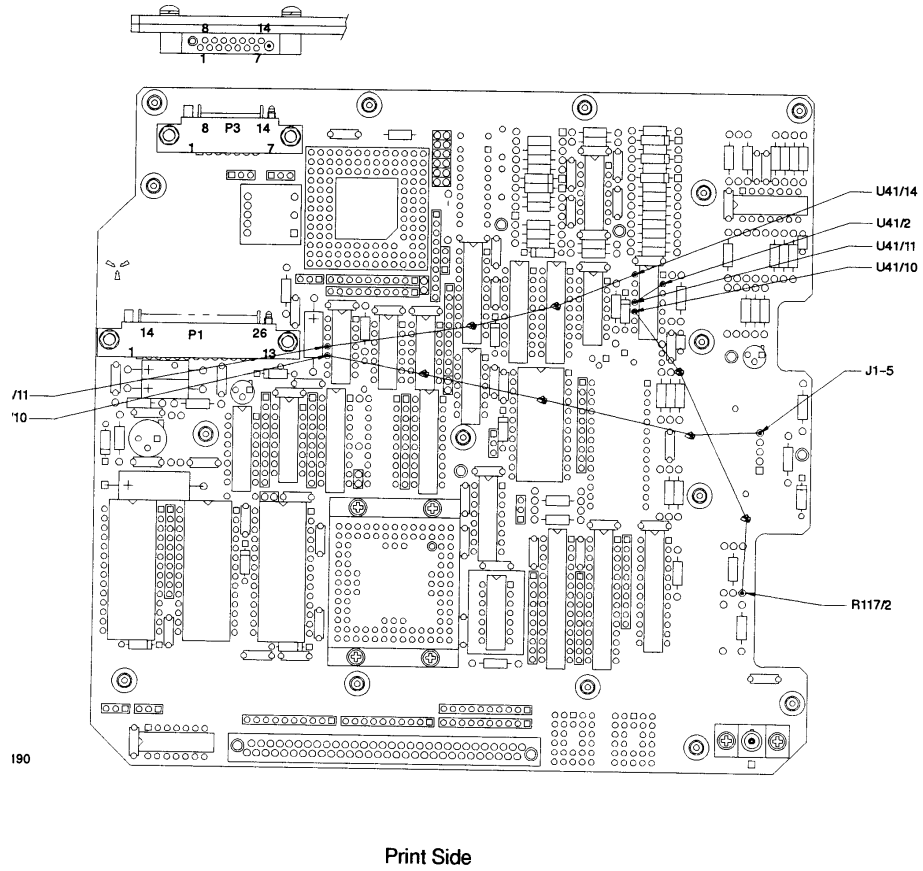 8 14
1 7
8 P3 14
1 7
U41/14
U41/2
U41/11
U41/10
14 P1 26
1 13
J1-5
/11
/10
R117/2
190
Print Side